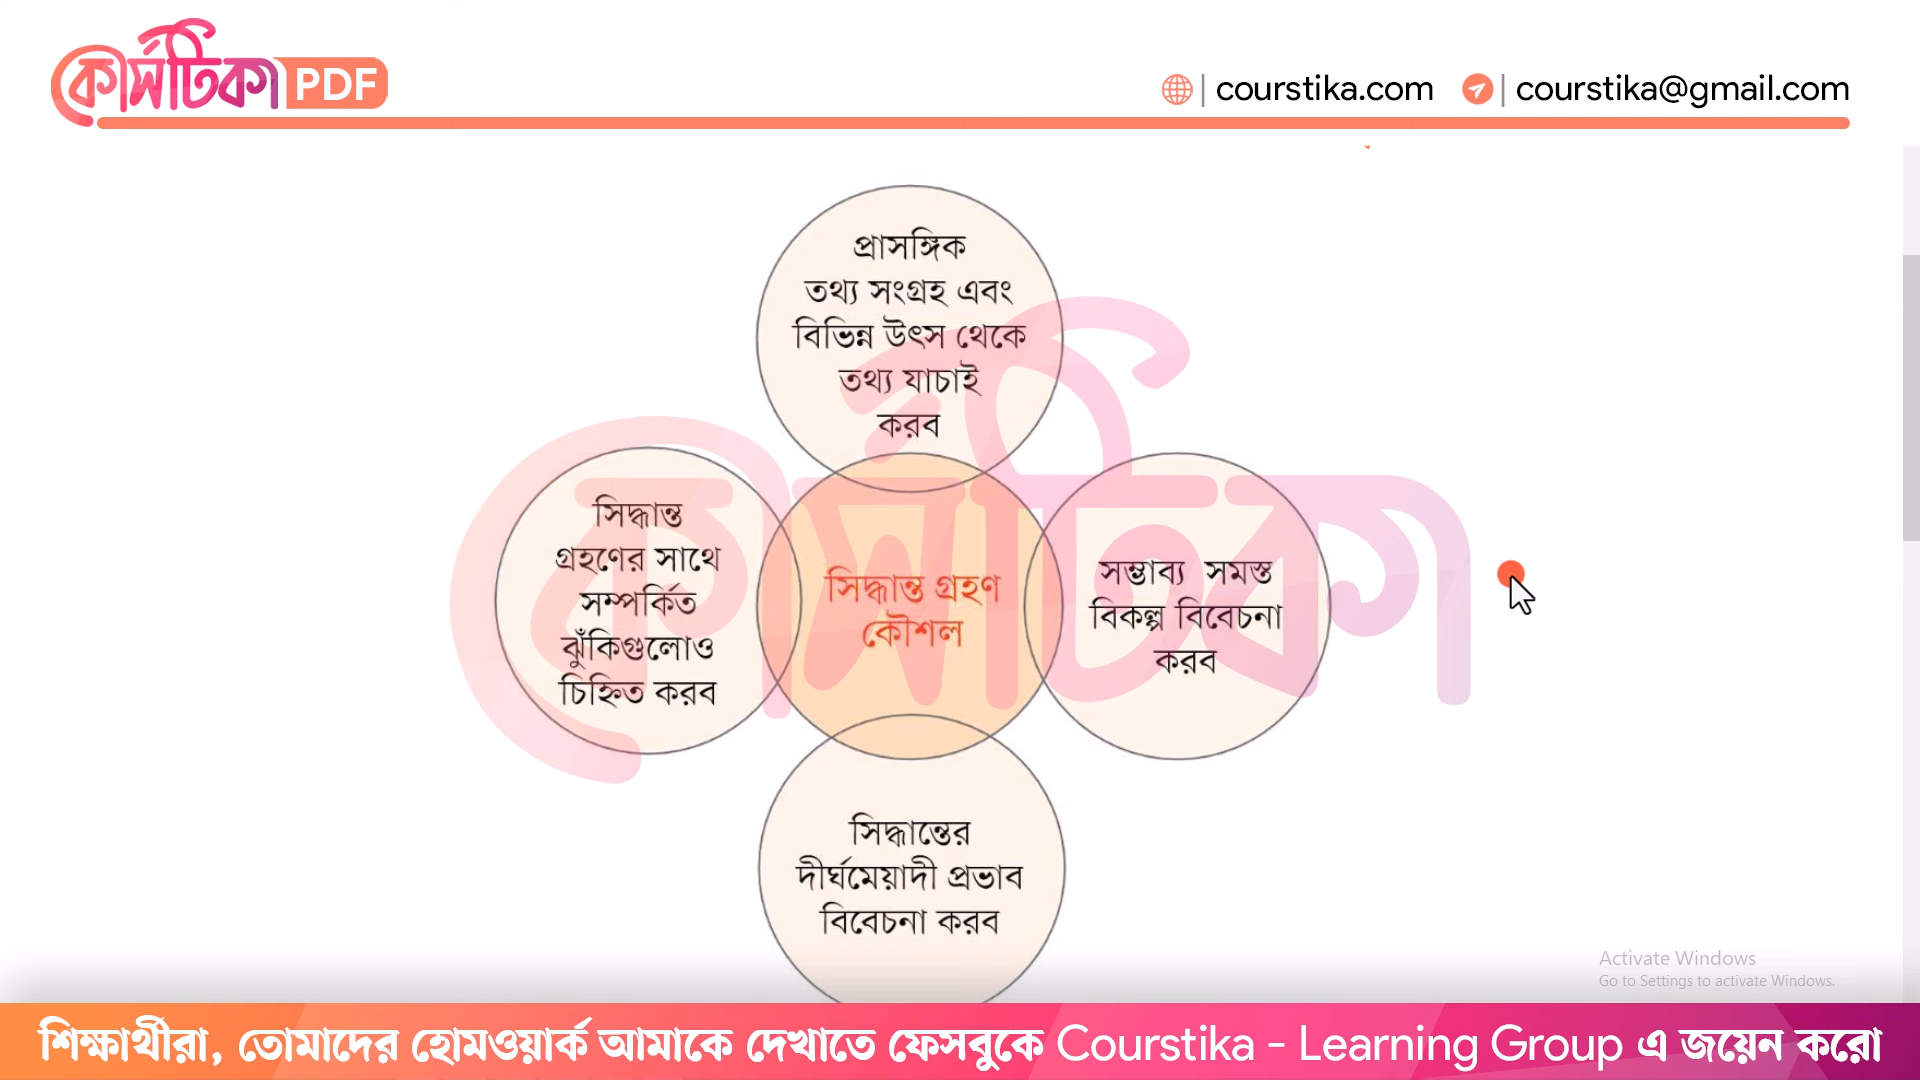 কোর্সটিকা PDF
courstika.com
courstika@gmail.com
প্রাসঙ্গিক
তথ্য সংগ্রহ এবং
বিভিন্ন উৎস থেকে
তথ্য যাচাই
করব
সিদ্ধান্ত
গ্রহণের সাথে
সম্পর্কিত
ঝুঁকিগুলোও
চিহ্নিত করব
সিদ্ধান্ত গ্রহণ
কৌশল
সম্ভাব্য সমস্ত
বিকল্প বিবেচনা
করব
কোর্সটিকা
সিদ্ধান্তের
দীর্ঘমেয়াদী প্রভাব
বিবেচনা করব
Activate Windows
Go to Settings to activate Windows.
শিক্ষার্থীরা, তোমাদের হোমওয়ার্ক আমাকে দেখাতে ফেসবুকে Courstika - Learning Group এ জয়েন করো